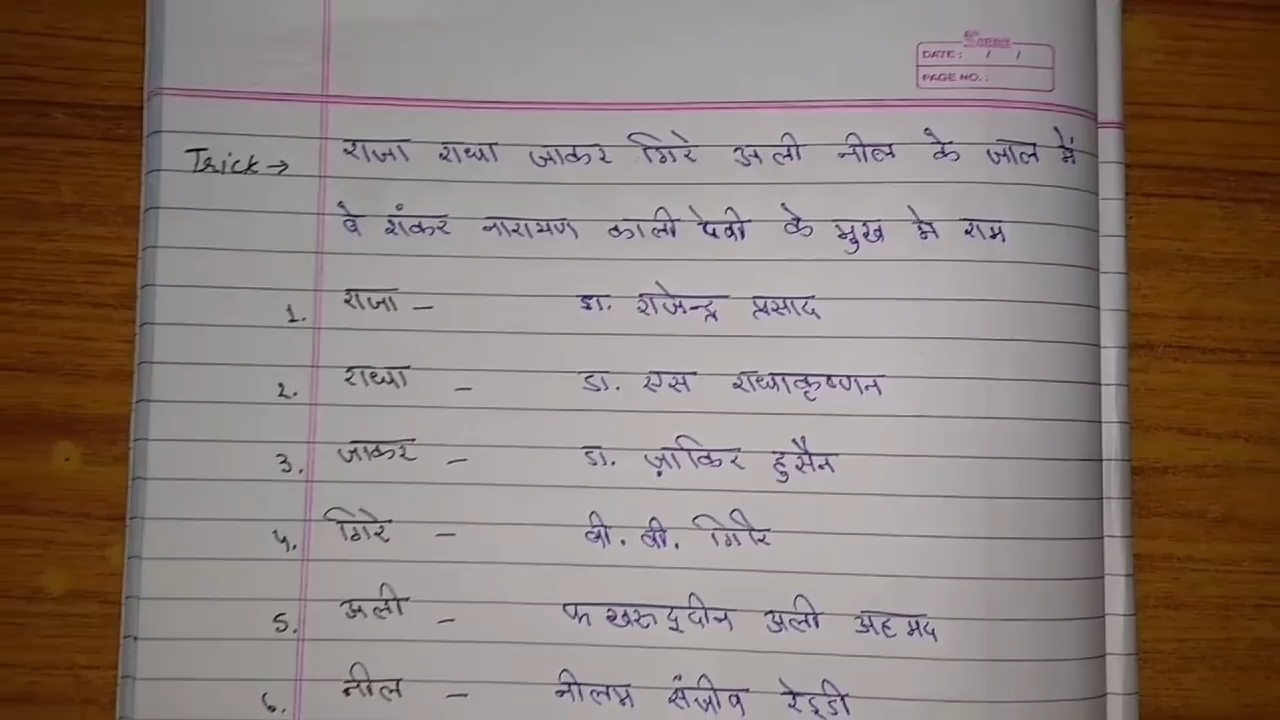 Saraswati
DATE: / /
PAGE NO.:
Trick → राजा राधा जाकर गिरे अली नील के जाल में
वे शंकर नारायण काली देवी के मुख मे राम
1. राजा – डा. राजेन्द्र प्रसाद
2. राधा – डा. एस राधाकृष्णन
3. जाकर – डा. ज़ाकिर हुसैन
4. गिरे – वी. वी. गिरि
5. अली – फखरुद्दीन अली अहमद
6. नील – नीलम संजीव रेड्डी